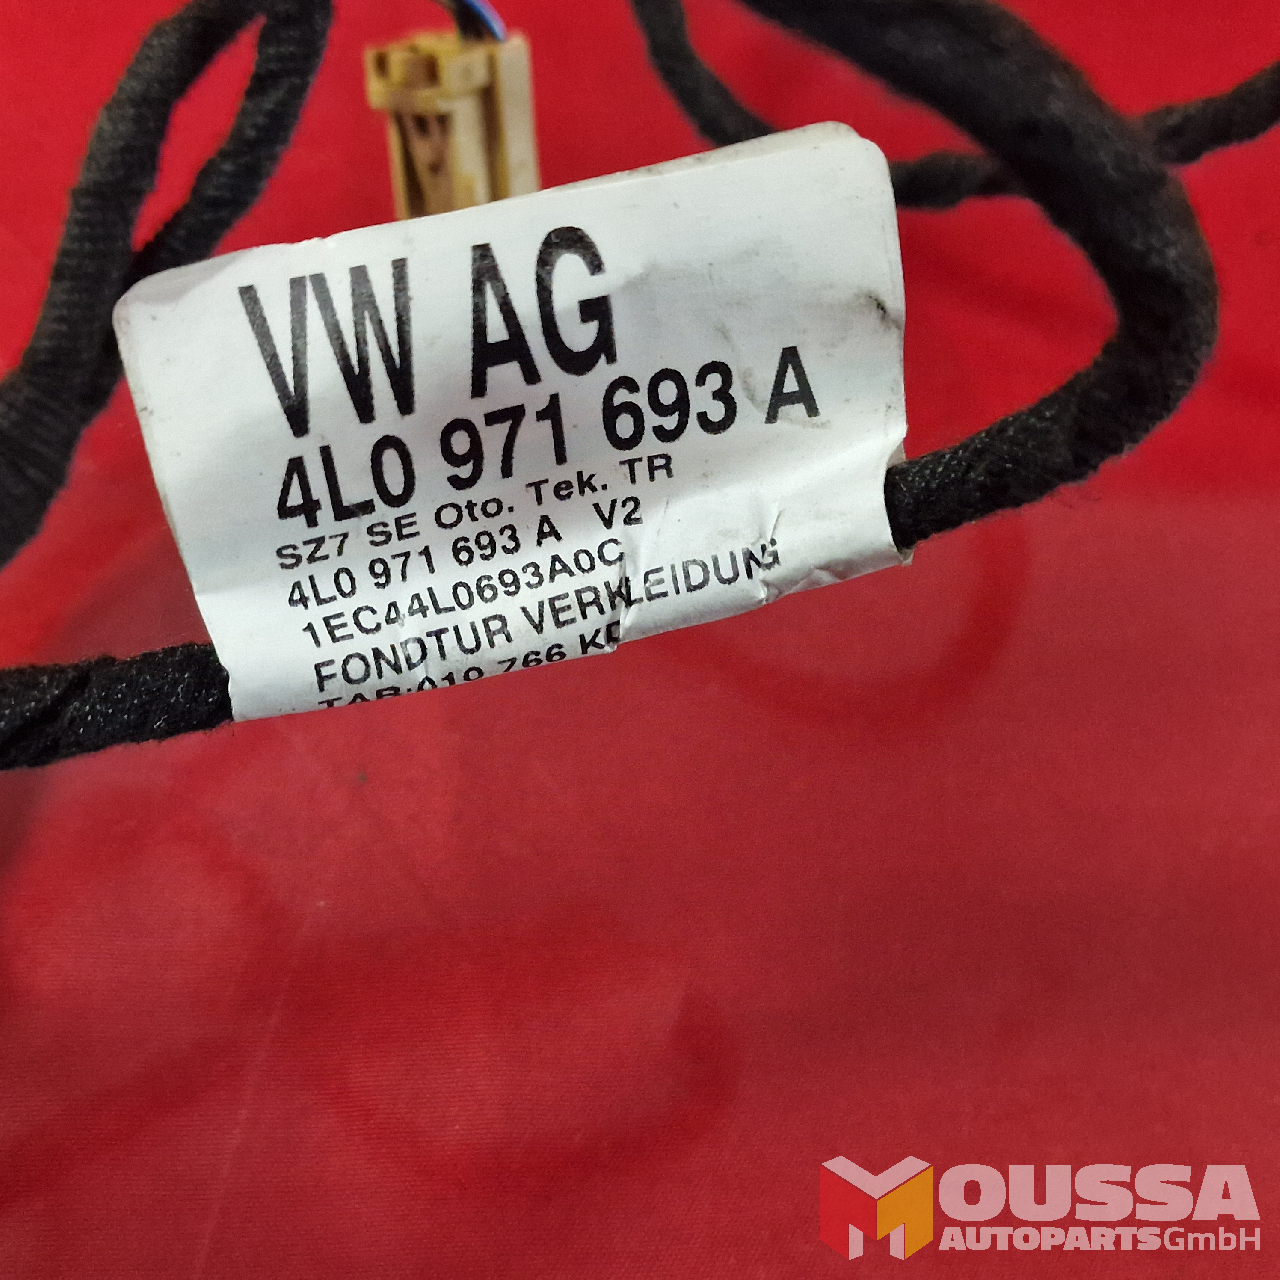 VW AG
4L0 971 693 A
SZ7 SE Oto. Tek. TR
4L0 971 693 A V2
1EC44L0693A0C
FONDTUR VERKLEIDUNG
766
MOUSSA
AUTOPARTS GmbH